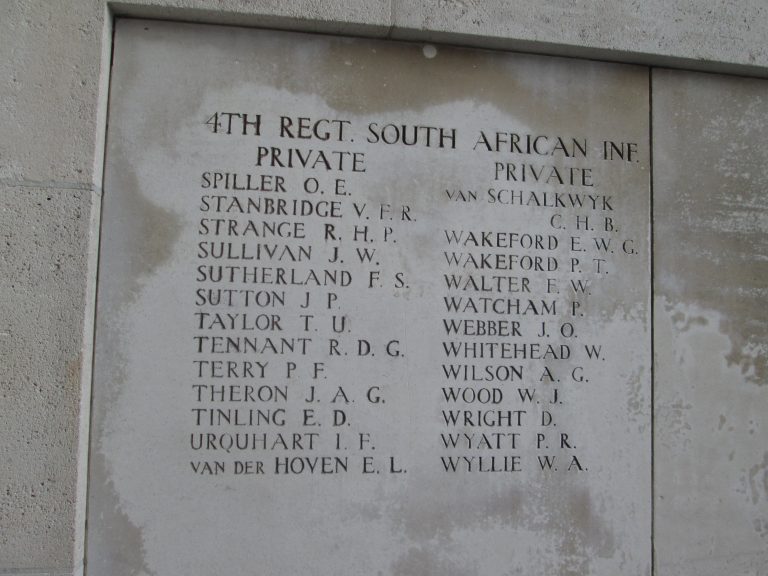 4TH REGT. SOUTH AFRICAN INF.
PRIVATE
SPILLER O. E.
STANBRIDGE V. F. R.
STRANGE R. H. P.
SULLIVAN J. W.
SUTHERLAND F. S.
SUTTON J P.
TAYLOR T. U.
TENNANT R. D. G.
TERRY P F.
THERON J. A. G.
TINLING E. D.
URQUHART I. F.
VAN DER HOVEN E. L.
PRIVATE
VAN SCHALKWYK
C. H. B.
WAKEFORD E. W. G.
WAKEFORD P. T.
WALTER F. W.
WATCHAM P.
WEBBER J. O.
WHITEHEAD W.
WILSON A. G.
WOOD W. J.
WRIGHT D.
WYATT P. R.
WYLLIE W. A.